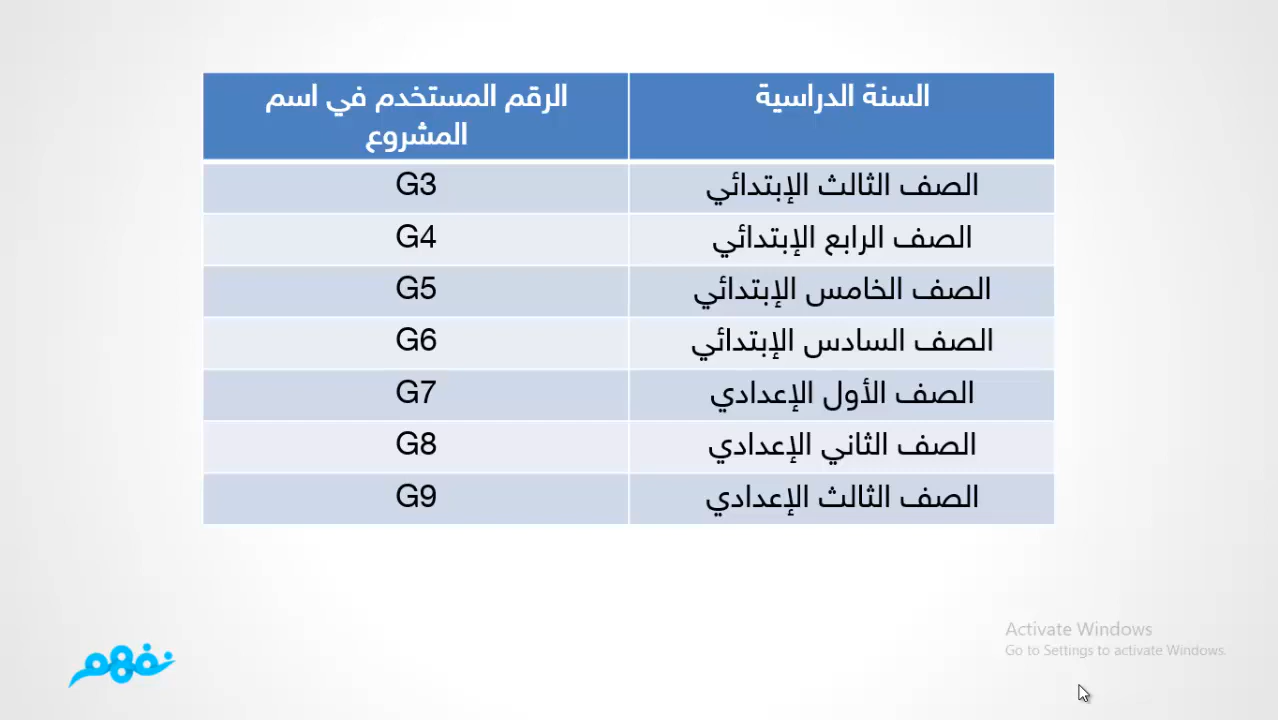 السنة الدراسية
الرقم المستخدم في اسم
المشروع
الصف الثالث الإبتدائي
G3
الصف الرابع الإبتدائي
G4
الصف الخامس الإبتدائي
G5
الصف السادس الإبتدائي
G6
الصف الأول الإعدادي
G7
الصف الثاني الإعدادي
G8
الصف الثالث الإعدادي
G9
Activate Windows
Go to Settings to activate Windows.
نفهم